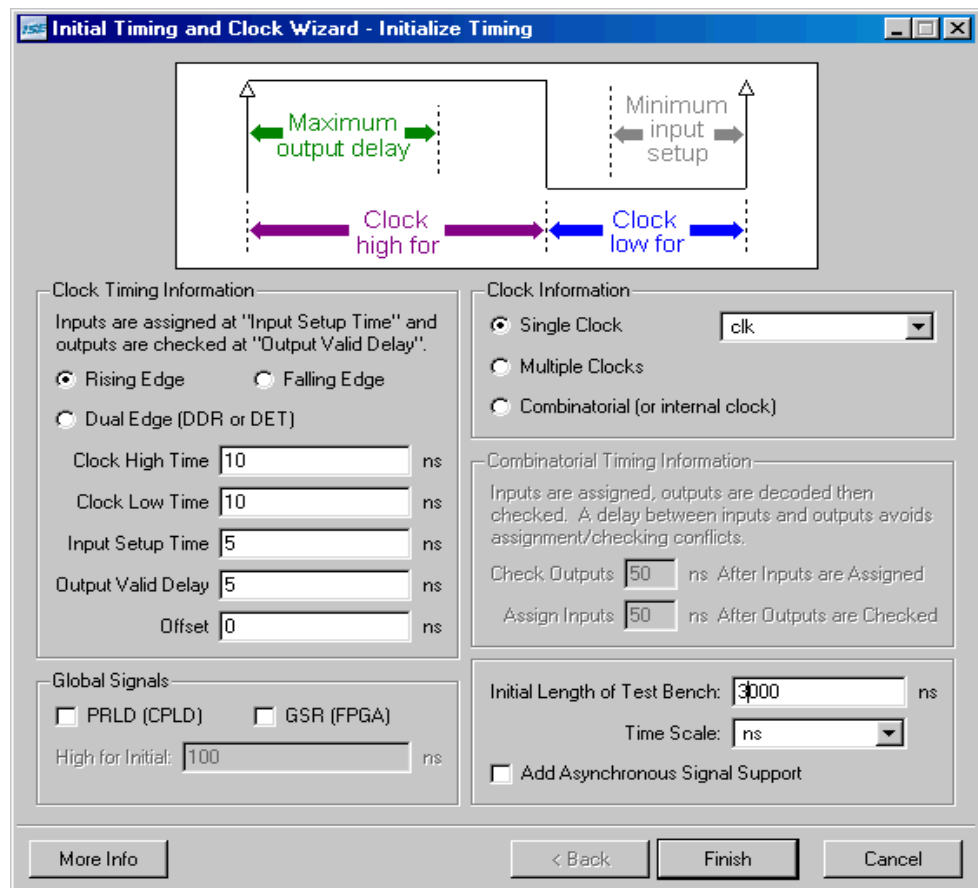 ISE Initial Timing and Clock Wizard - Initialize Timing
Maximum
output delay
Minimum
input
setup
Clock
high for
Clock
low for
Clock Timing Information
Inputs are assigned at "Input Setup Time" and
outputs are checked at "Output Valid Delay".
Rising Edge
Falling Edge
Dual Edge (DDR or DET)
Clock High Time 10 ns
Clock Low Time 10 ns
Input Setup Time 5 ns
Output Valid Delay 5 ns
Offset 0 ns
Global Signals
PRLD (CPLD)
GSR (FPGA)
High for Initial: 100 ns
Clock Information
Single Clock
clk
Multiple Clocks
Combinatorial (or internal clock)
Combinatorial Timing Information
Inputs are assigned, outputs are decoded then
checked. A delay between inputs and outputs avoids
assignment/checking conflicts.
Check Outputs 50 ns After Inputs are Assigned
Assign Inputs 50 ns After Outputs are Checked
Initial Length of Test Bench: 3000 ns
Time Scale: ns
Add Asynchronous Signal Support
More Info
< Back
Finish
Cancel